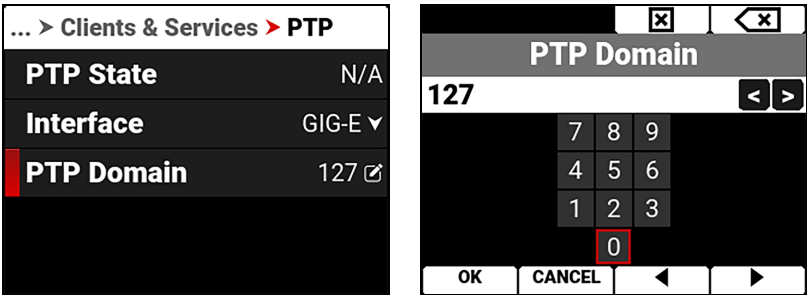 ... > Clients & Services > PTP
PTP State N/A
Interface GIG-E
PTP Domain 127
PTP Domain
127 < >
7 8 9
4 5 6
1 2 3
0
OK CANCEL